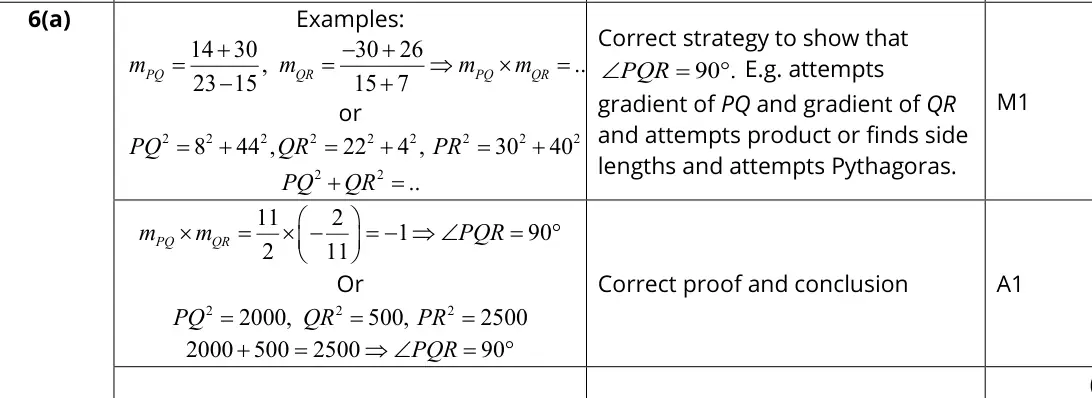 6(a)
Examples:
m_PQ = (14 + 30)/(23 − 15), m_QR = (−30 + 26)/(15 + 7) ⇒ m_PQ × m_QR = ..
or
PQ² = 8² + 44², QR² = 22² + 4², PR² = 30² + 40²
PQ² + QR² = ..
Correct strategy to show that
∠PQR = 90°. E.g. attempts
gradient of PQ and gradient of QR
and attempts product or finds side
lengths and attempts Pythagoras.
M1
m_PQ × m_QR = 11/2 × (−2/11) = −1 ⇒ ∠PQR = 90°
Or
PQ² = 2000, QR² = 500, PR² = 2500
2000 + 500 = 2500 ⇒ ∠PQR = 90°
Correct proof and conclusion
A1